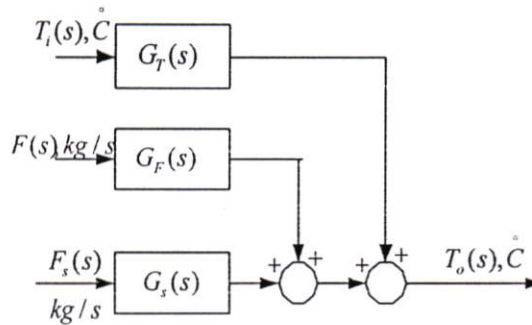 T_i(s), C°
G_T(s)
F(s) kg/s
G_F(s)
F_s(s)
kg/s
G_s(s)
+ +
+ +
T_o(s), C°